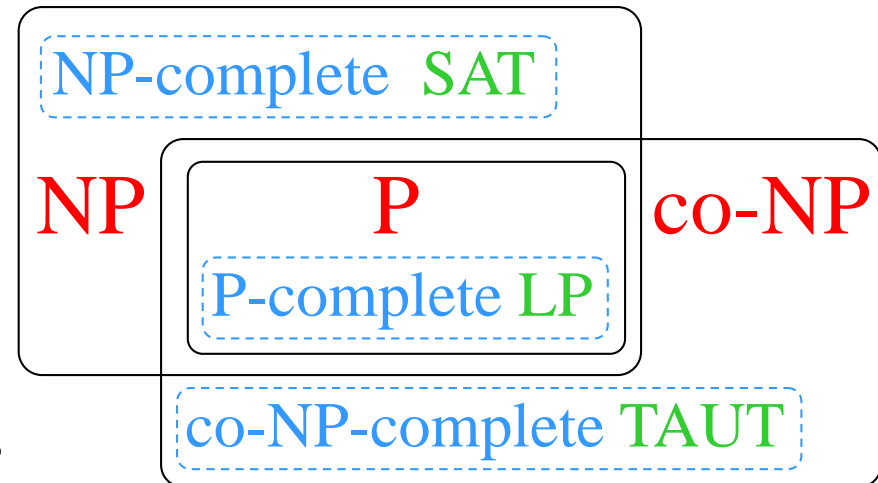 NP-complete SAT
NP P co-NP
P-complete LP
co-NP-complete TAUT